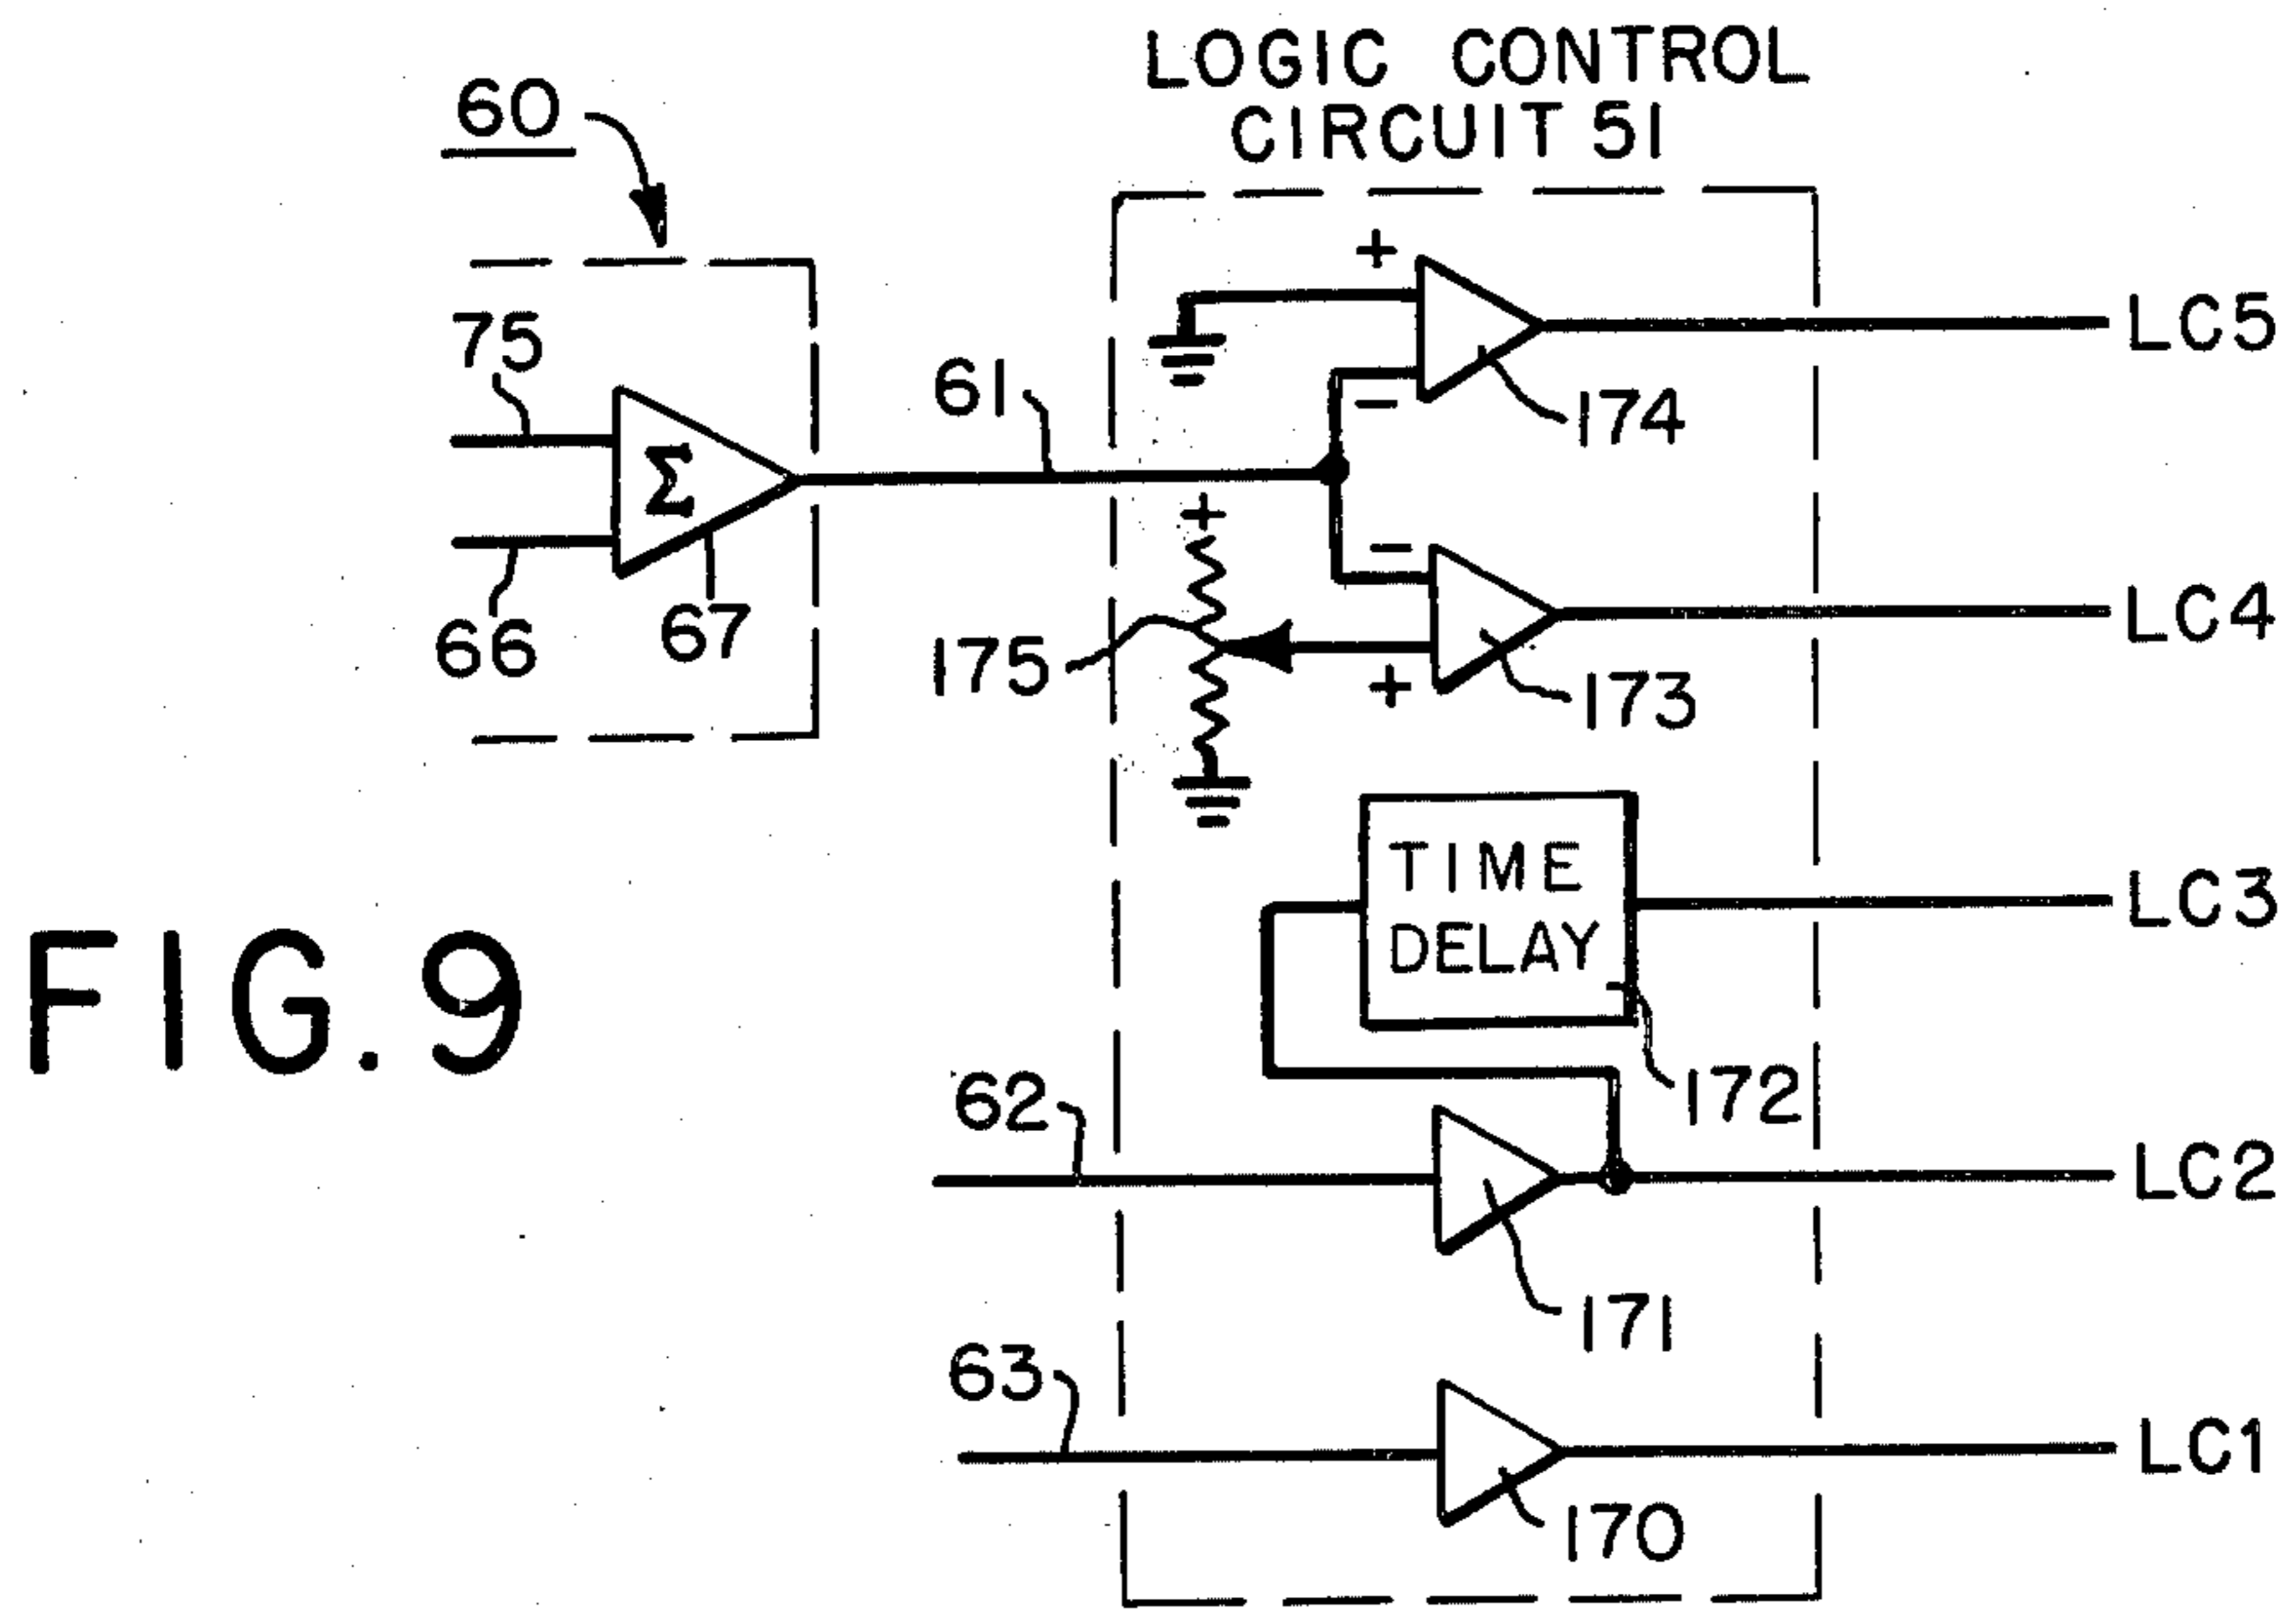 LOGIC CONTROL
CIRCUIT 51
60
+
LC5
75
61
−
174
Σ
+
−
LC4
66
67
175
+
173
TIME
DELAY
LC3
FIG. 9
62
172
LC2
171
63
LC1
170